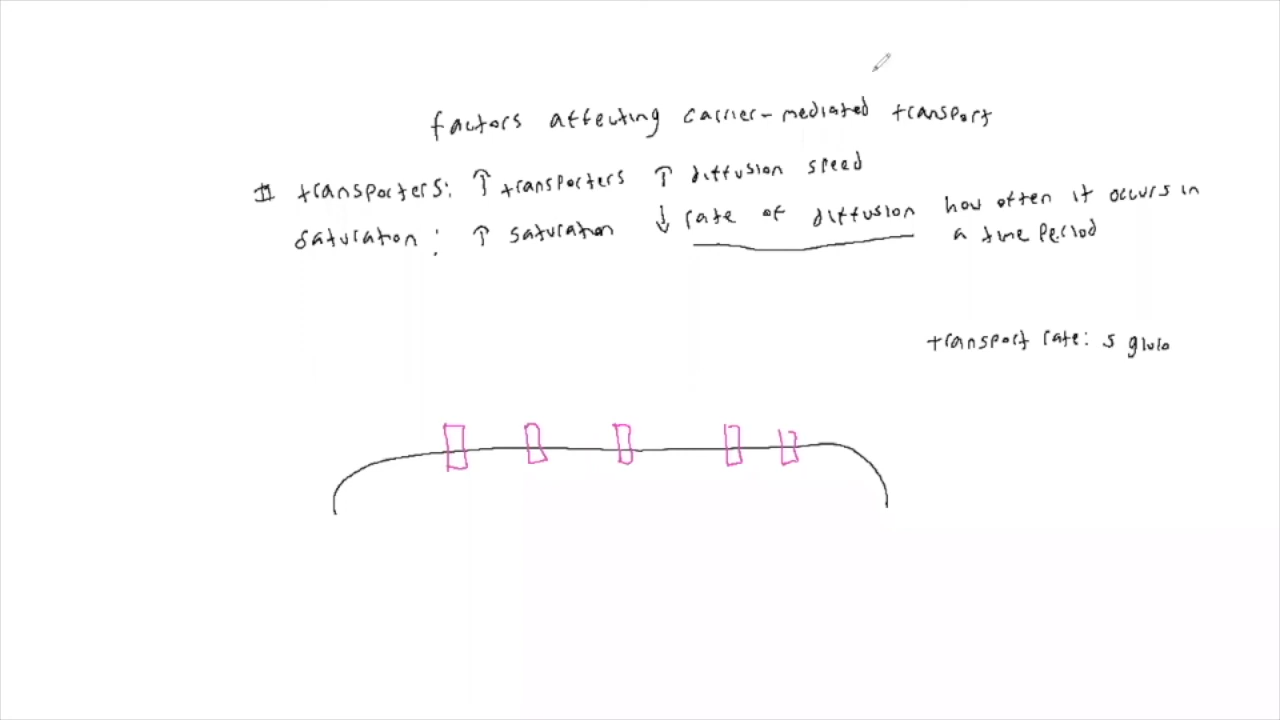 factors affecting carrier-mediated transport
# transporters: ↑ transporters ↑ diffusion speed
saturation: ↑ saturation ↓ rate of diffusion how often it occurs in
a time period
transport rate: 5